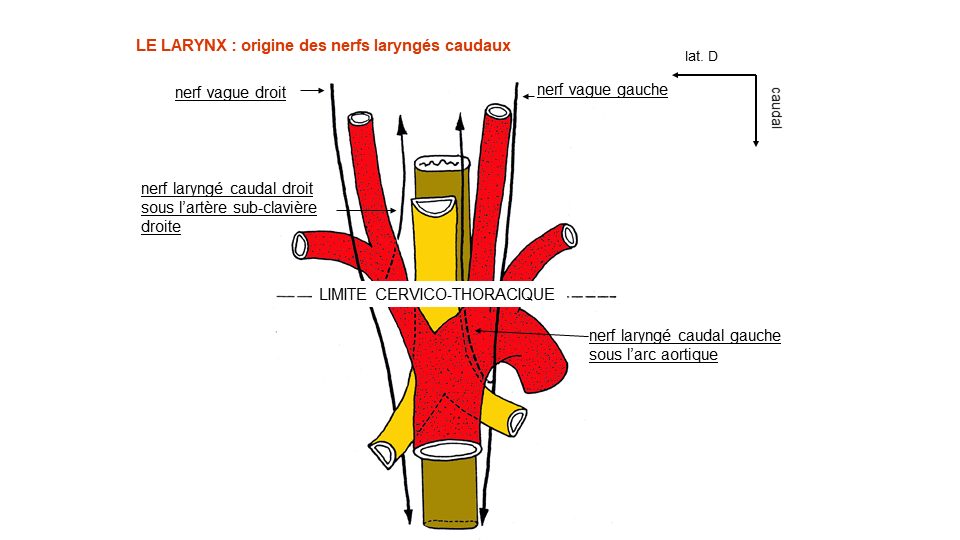 LE LARYNX : origine des nerfs laryngés caudaux
lat. D
caudal
nerf vague droit
nerf vague gauche
nerf laryngé caudal droit
sous l’artère sub-clavière
droite
LIMITE CERVICO-THORACIQUE
nerf laryngé caudal gauche
sous l’arc aortique